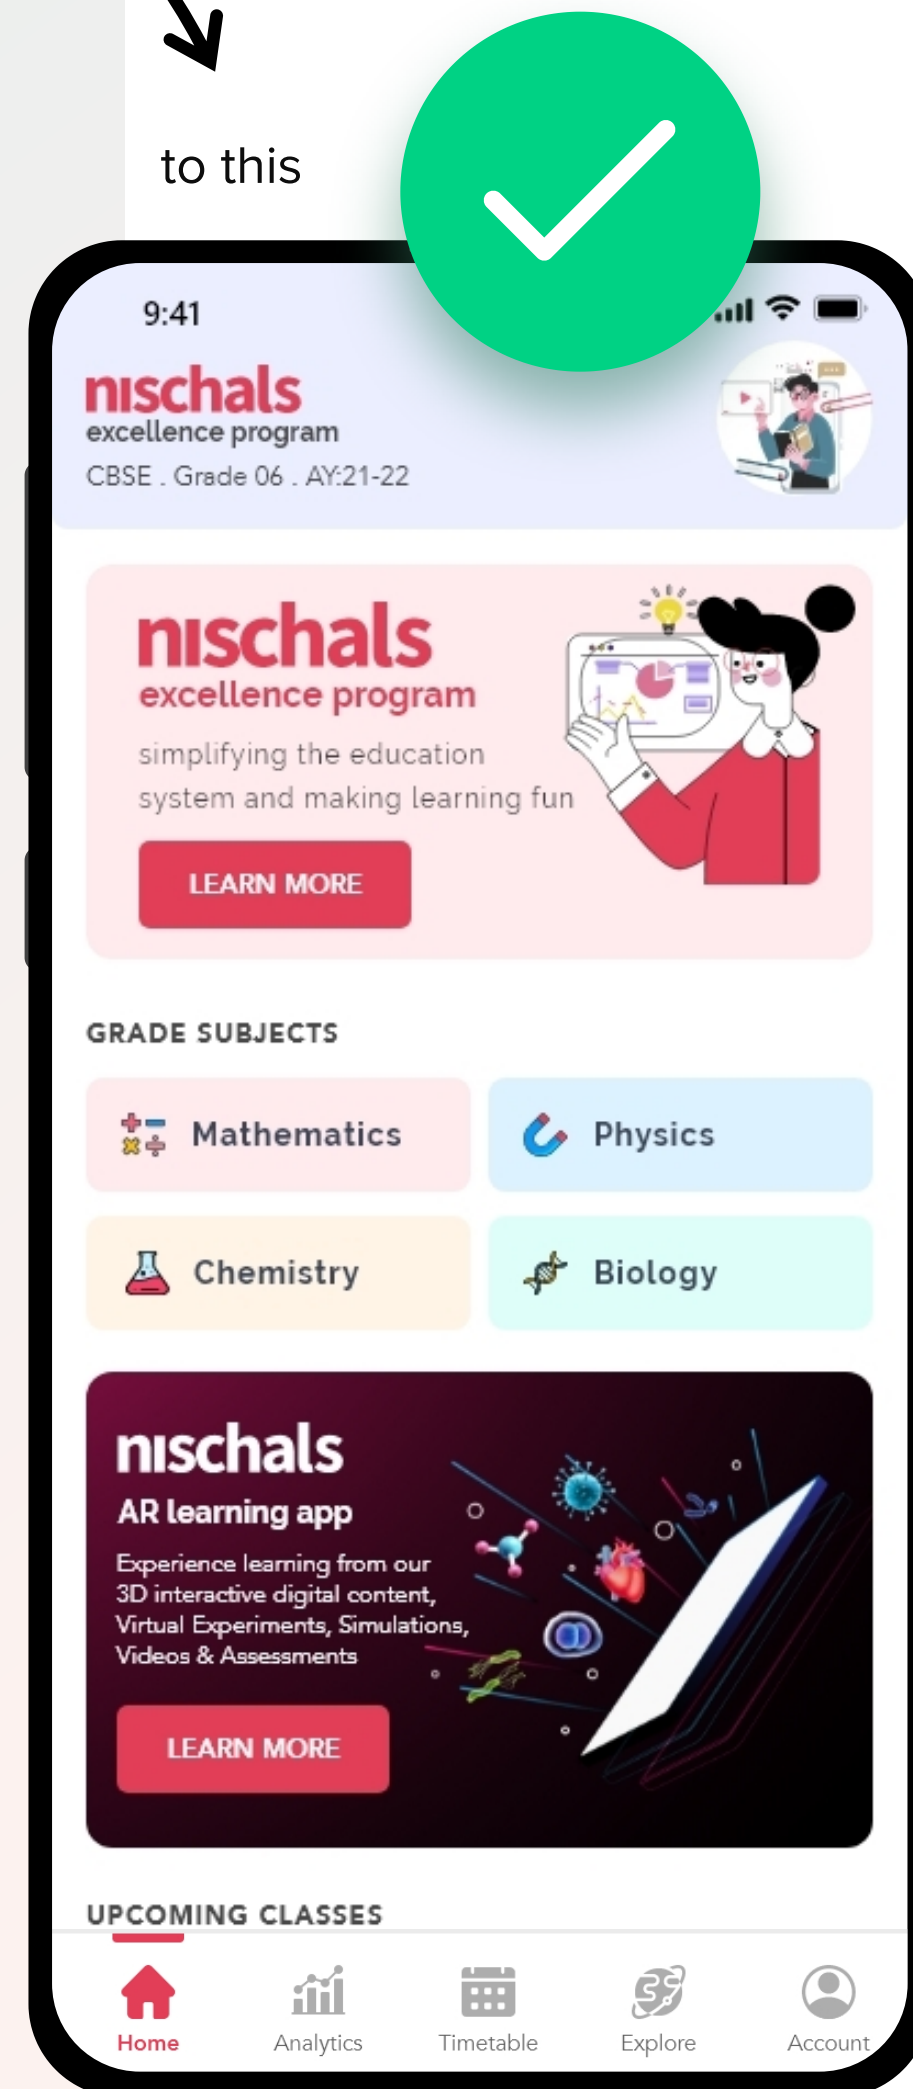 to this
9:41
nischals
excellence program
CBSE . Grade 06 . AY:21-22
nischals
excellence program
simplifying the education
system and making learning fun
LEARN MORE
GRADE SUBJECTS
Mathematics
Physics
Chemistry
Biology
nischals
AR learning app
Experience learning from our
3D interactive digital content,
Virtual Experiments, Simulations,
Videos & Assessments
LEARN MORE
UPCOMING CLASSES
Home
Analytics
Timetable
Explore
Account